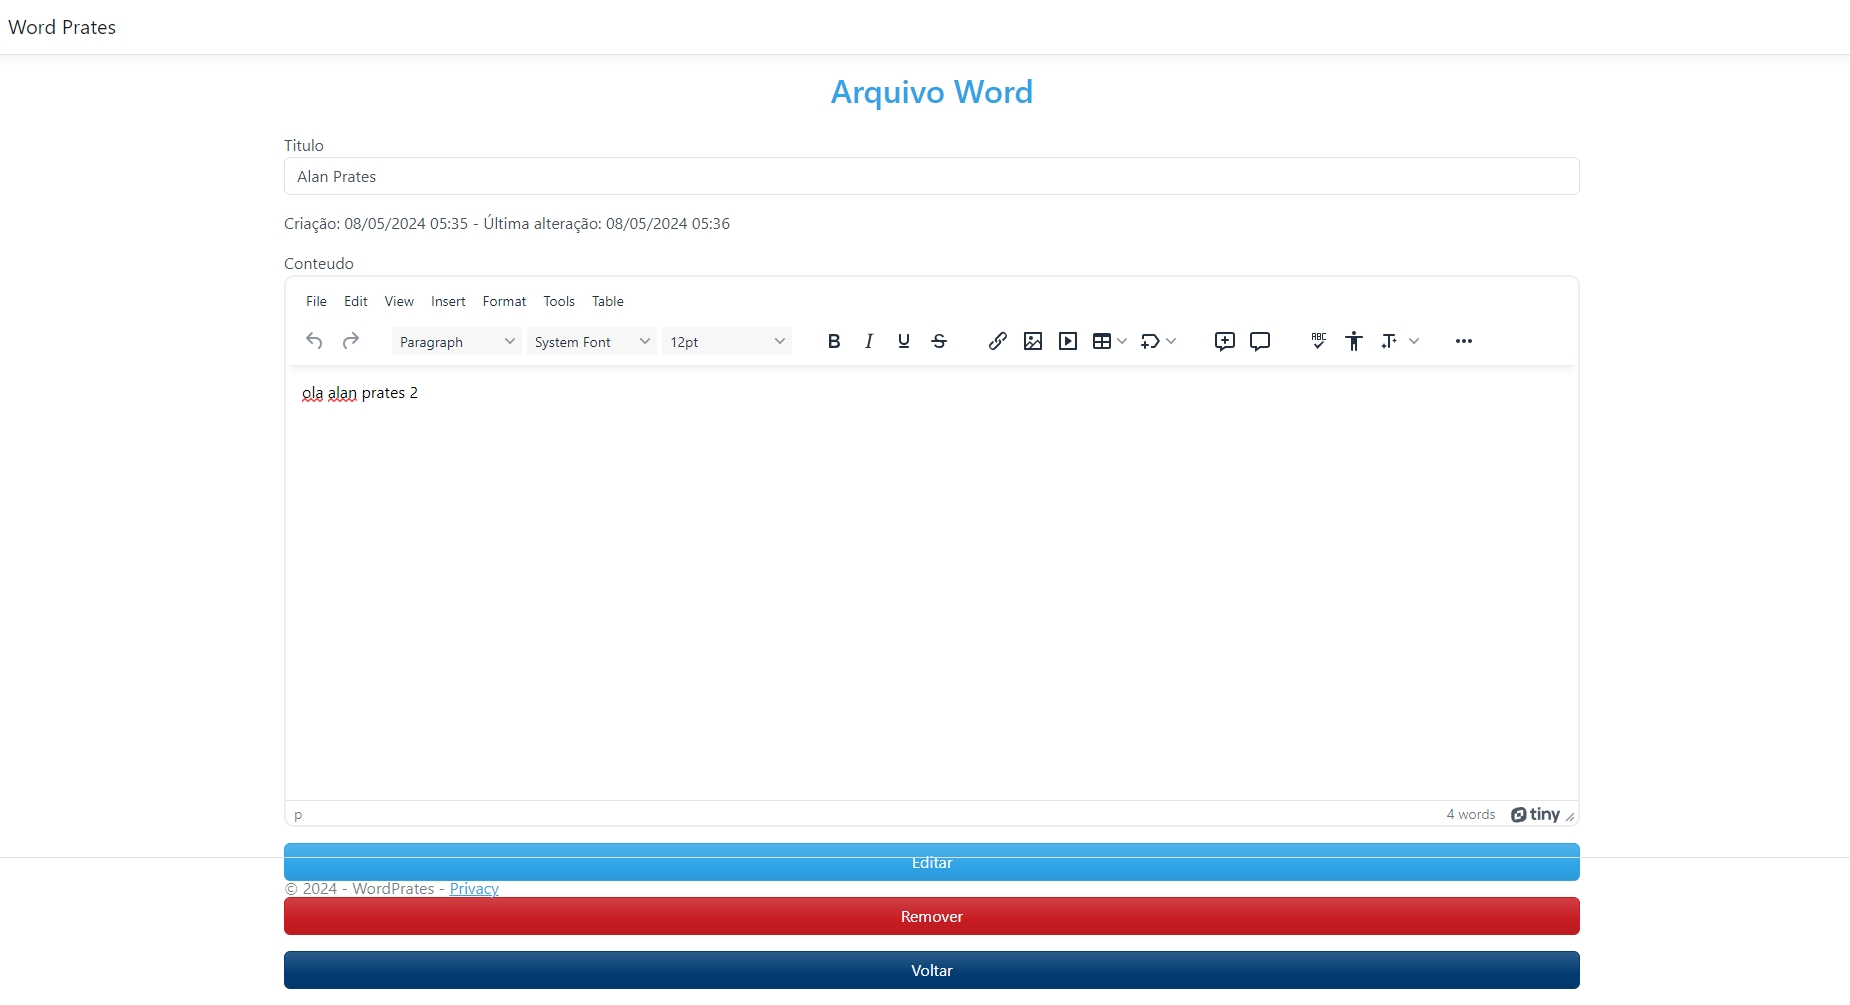 Word Prates
Arquivo Word
Titulo
Alan Prates
Criação: 08/05/2024 05:35 - Última alteração: 08/05/2024 05:36
Conteudo
File Edit View Insert Format Tools Table
Paragraph System Font 12pt B I U S ABC
ola alan prates 2
p 4 words tiny
Editar
© 2024 - WordPrates - Privacy
Remover
Voltar